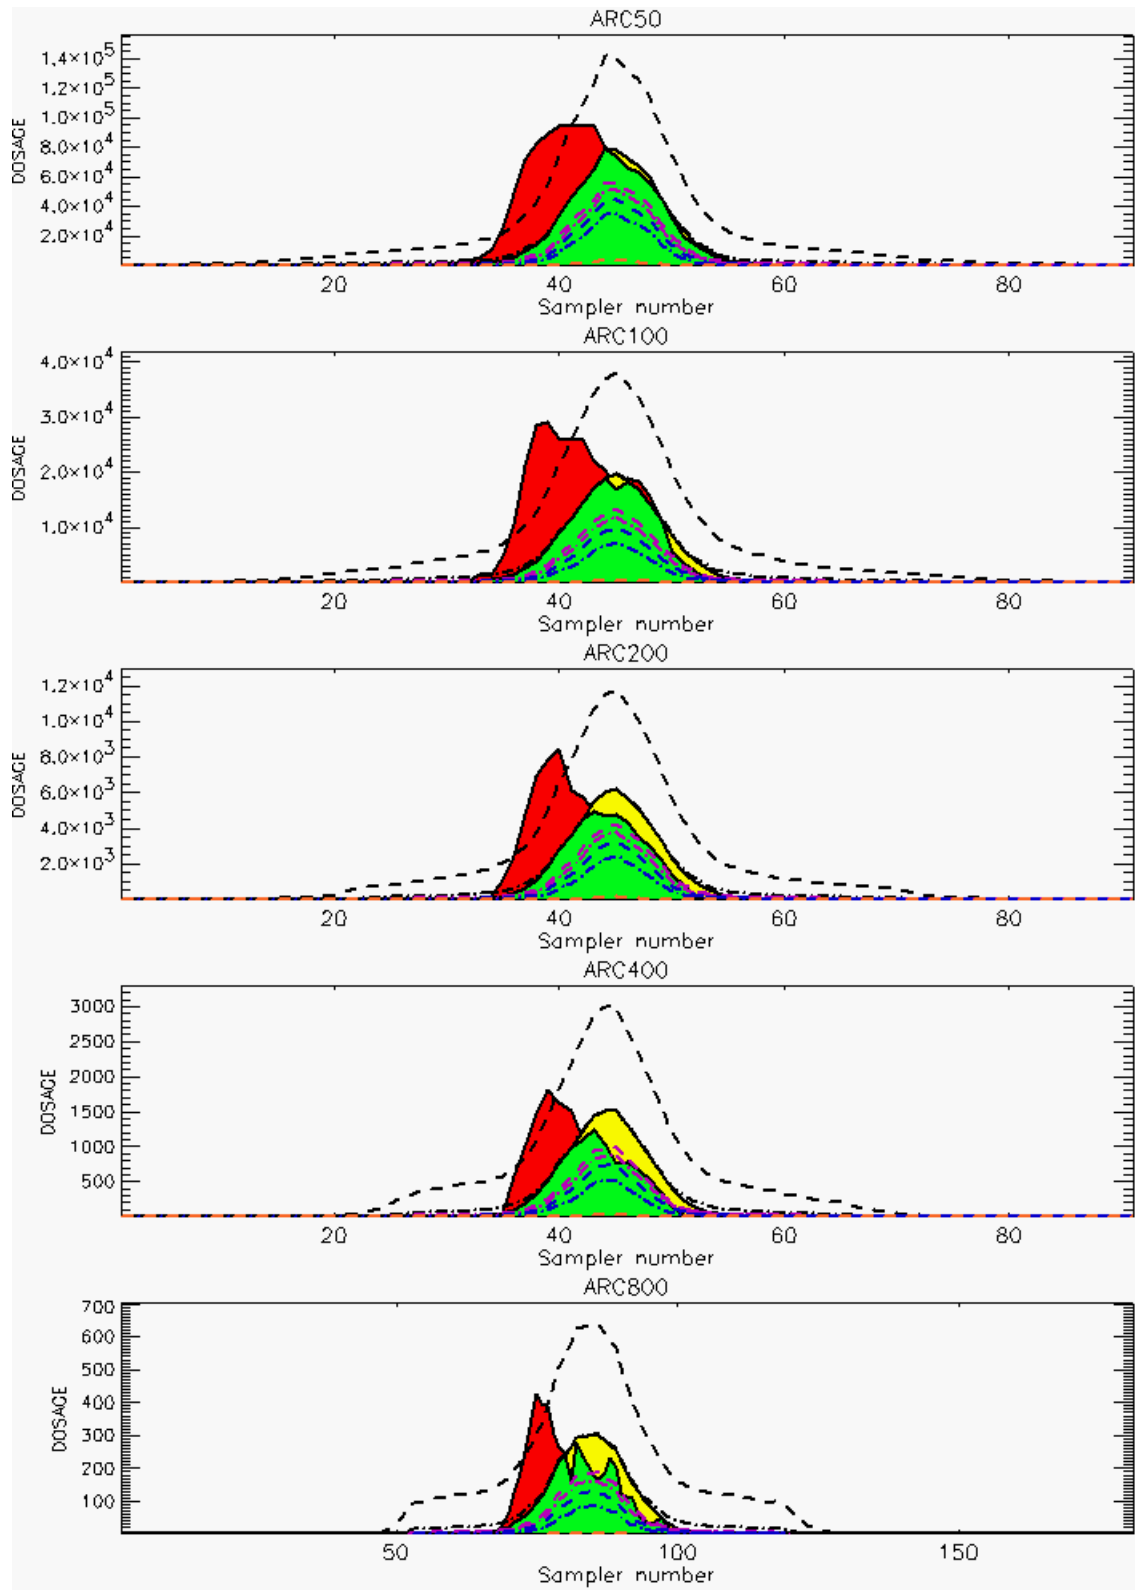 ARC50
1.4×10^5
1.2×10^5
1.0×10^5
8.0×10^4
6.0×10^4
4.0×10^4
2.0×10^4
DOSAGE
20 40 60 80
Sampler number
ARC100
4.0×10^4
3.0×10^4
2.0×10^4
1.0×10^4
DOSAGE
20 40 60 80
Sampler number
ARC200
1.2×10^4
1.0×10^4
8.0×10^3
6.0×10^3
4.0×10^3
2.0×10^3
DOSAGE
20 40 60 80
Sampler number
ARC400
3000
2500
2000
1500
1000
500
DOSAGE
20 40 60 80
Sampler number
ARC800
700
600
500
400
300
200
100
DOSAGE
50 100 150
Sampler number